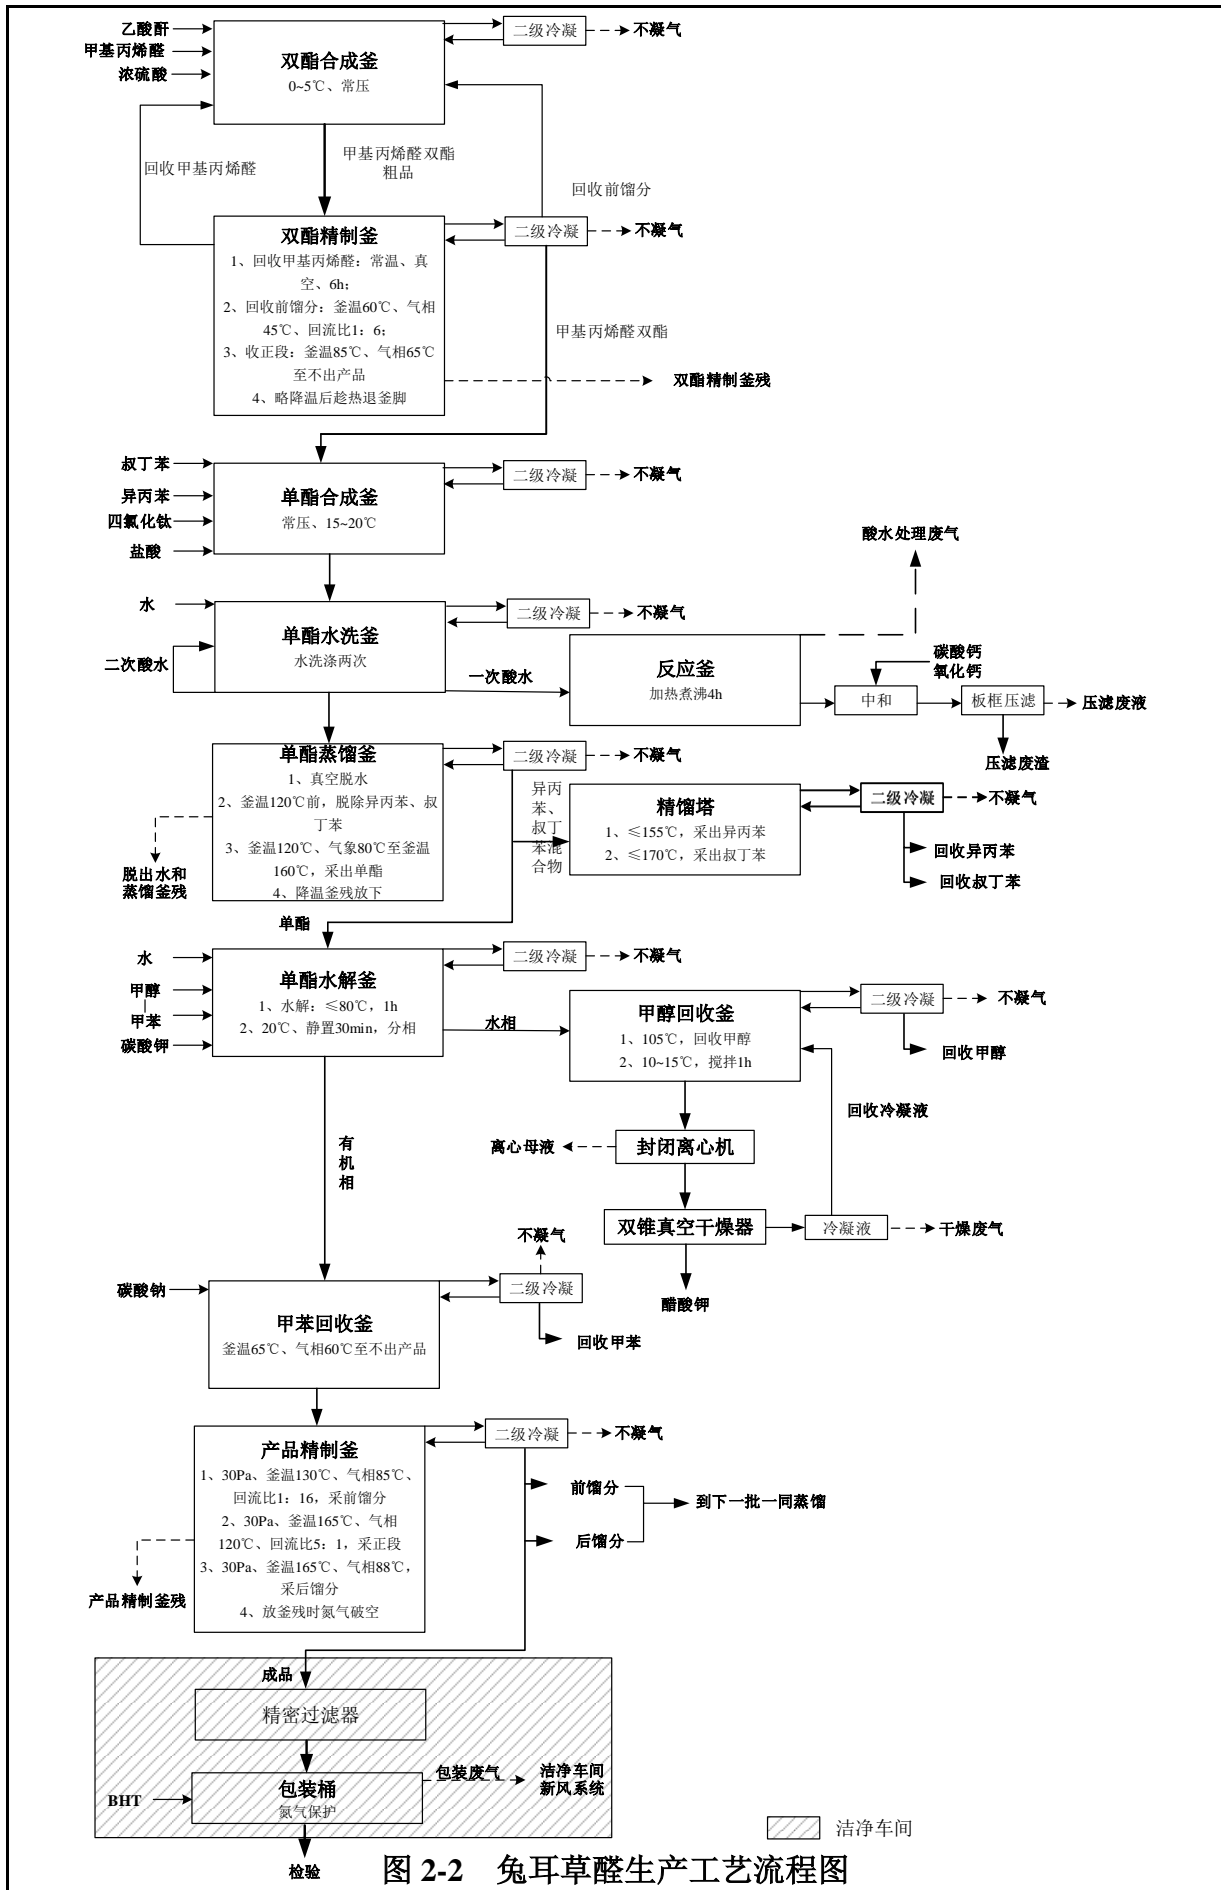 乙酸酐
甲基丙烯醛
浓硫酸
双酯合成釜
0~5℃、常压
二级冷凝
不凝气
回收甲基丙烯醛
甲基丙烯醛双酯
粗品
回收前馏分
双酯精制釜
1、回收甲基丙烯醛：常温、真
空、6h；
2、回收前馏分：釜温60℃、气相
45℃、回流比1：6；
3、收正段：釜温85℃、气相65℃
至不出产品
4、略降温后趁热退釜脚
二级冷凝
不凝气
甲基丙烯醛双酯
双酯精制釜残
叔丁苯
异丙苯
四氯化钛
盐酸
单酯合成釜
常压、15~20℃
二级冷凝
不凝气
水
二次酸水
单酯水洗釜
水洗涤两次
二级冷凝
不凝气
一次酸水
反应釜
加热煮沸4h
酸水处理废气
碳酸钙
氧化钙
中和
板框压滤
压滤废液
压滤废渣
单酯蒸馏釜
1、真空脱水
2、釜温120℃前，脱除异丙苯、叔
丁苯
3、釜温120℃、气象80℃至釜温
160℃，采出单酯
4、降温釜残放下
二级冷凝
不凝气
脱出水和
蒸馏釜残
异丙
苯、
叔丁
苯混
合物
精馏塔
1、≤155℃，采出异丙苯
2、≤170℃，采出叔丁苯
二级冷凝
不凝气
回收异丙苯
回收叔丁苯
单酯
水
甲醇
甲苯
碳酸钾
单酯水解釜
1、水解：≤80℃，1h
2、20℃、静置30min，分相
二级冷凝
不凝气
水相
甲醇回收釜
1、105℃，回收甲醇
2、10~15℃，搅拌1h
二级冷凝
不凝气
回收甲醇
回收冷凝液
有
机
相
离心母液
封闭离心机
双锥真空干燥器
冷凝液
干燥废气
醋酸钾
碳酸钠
甲苯回收釜
釜温65℃、气相60℃至不出产品
不凝气
二级冷凝
回收甲苯
产品精制釜
1、30Pa、釜温130℃、气相85℃、
回流比1：16，采前馏分
2、30Pa、釜温165℃、气相
120℃、回流比5：1，采正段
3、30Pa、釜温165℃、气相88℃，
采后馏分
4、放釜残时氮气破空
二级冷凝
不凝气
前馏分
后馏分
到下一批一同蒸馏
产品精制釜残
成品
精密过滤器
BHT
包装桶
氮气保护
包装废气
洁净车间
新风系统
检验
洁净车间
图 2-2 兔耳草醛生产工艺流程图